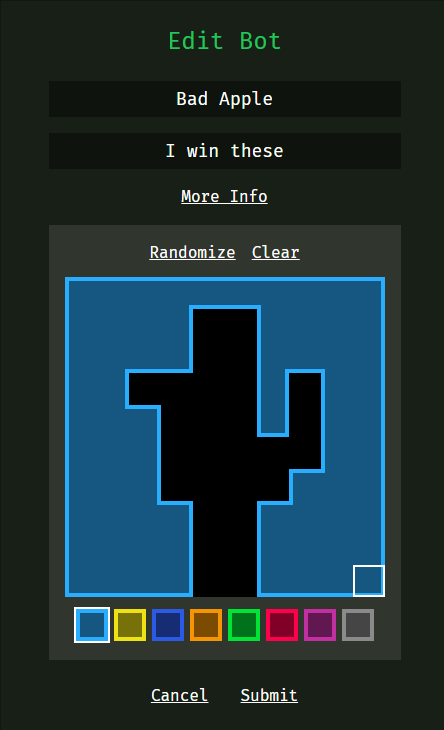 Edit Bot
Bad Apple
I win these
More Info
Randomize Clear
Cancel Submit